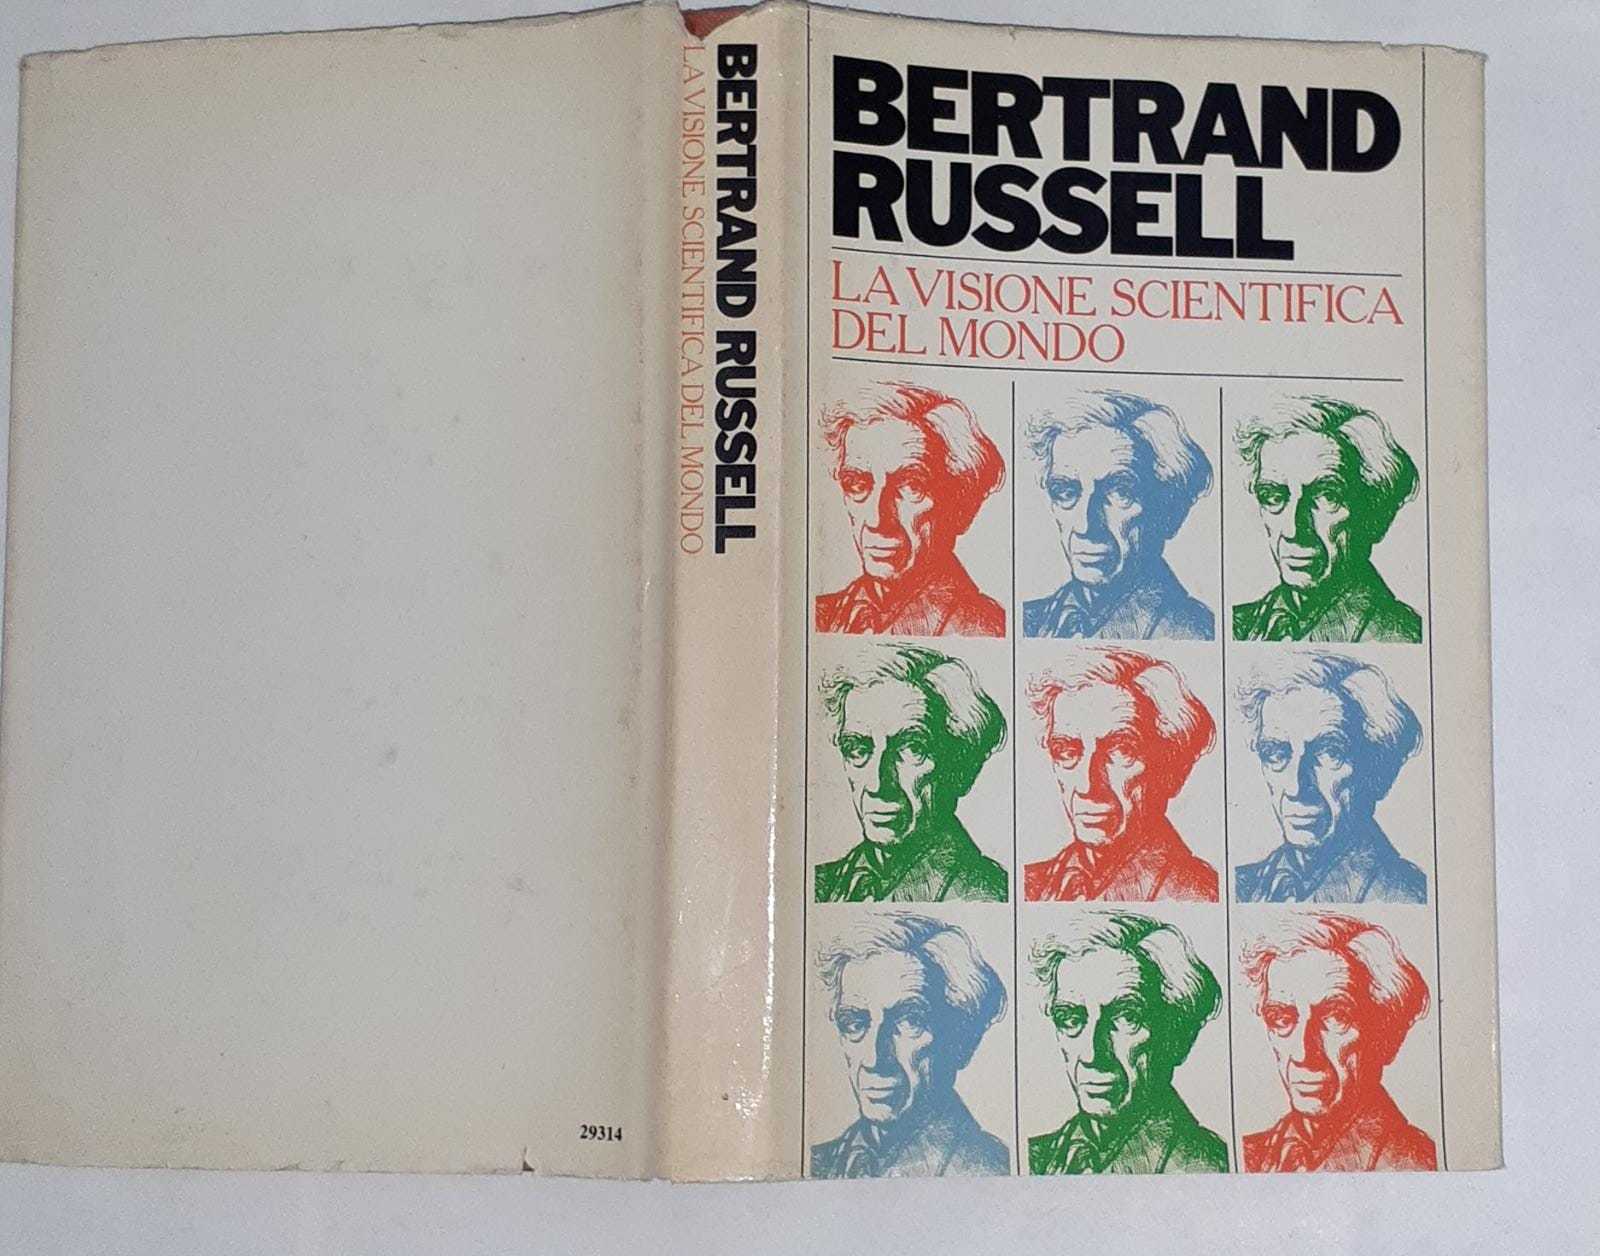 BERTRAND RUSSELL
LA VISIONE SCIENTIFICA DEL MONDO
BERTRAND
RUSSELL
LA VISIONE SCIENTIFICA
DEL MONDO
29314